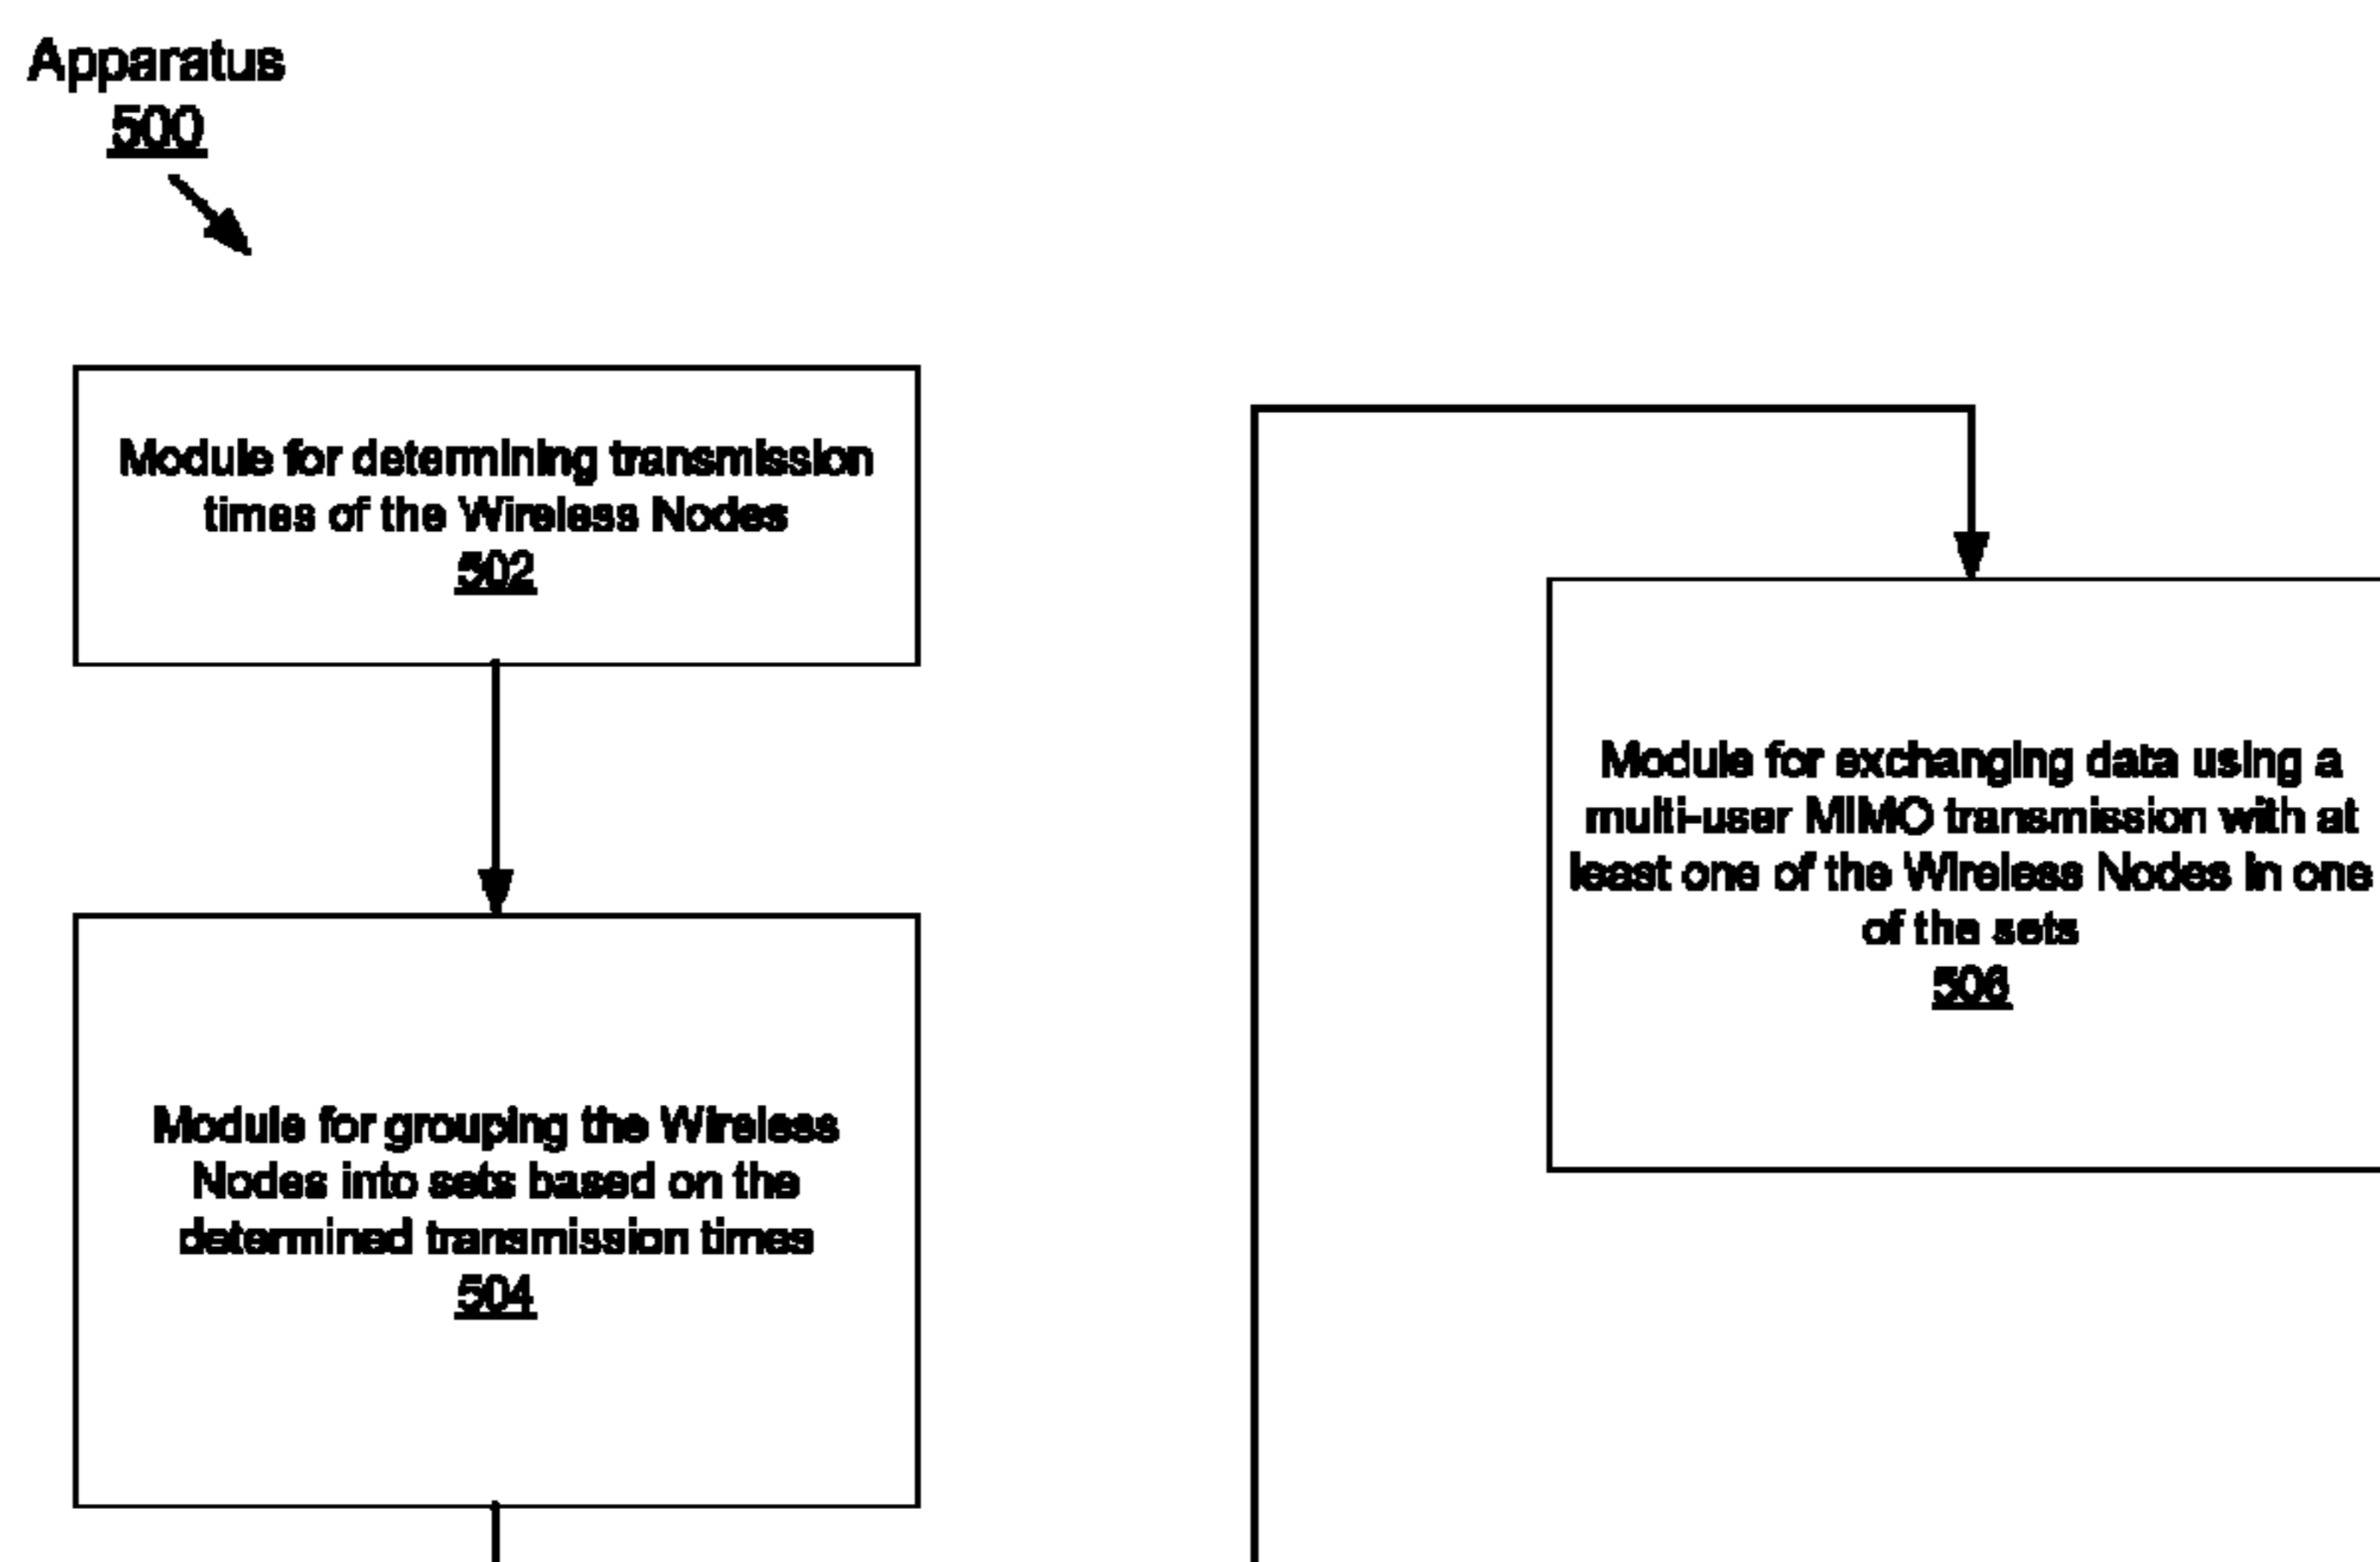 Apparatus
500
Module for determining transmission
times of the Wireless Nodes
502
Module for grouping the Wireless
Nodes into sets based on the
determined transmission times
504
Module for exchanging data using a
multi-user MIMO transmission with at
least one of the Wireless Nodes in one
of the sets
506